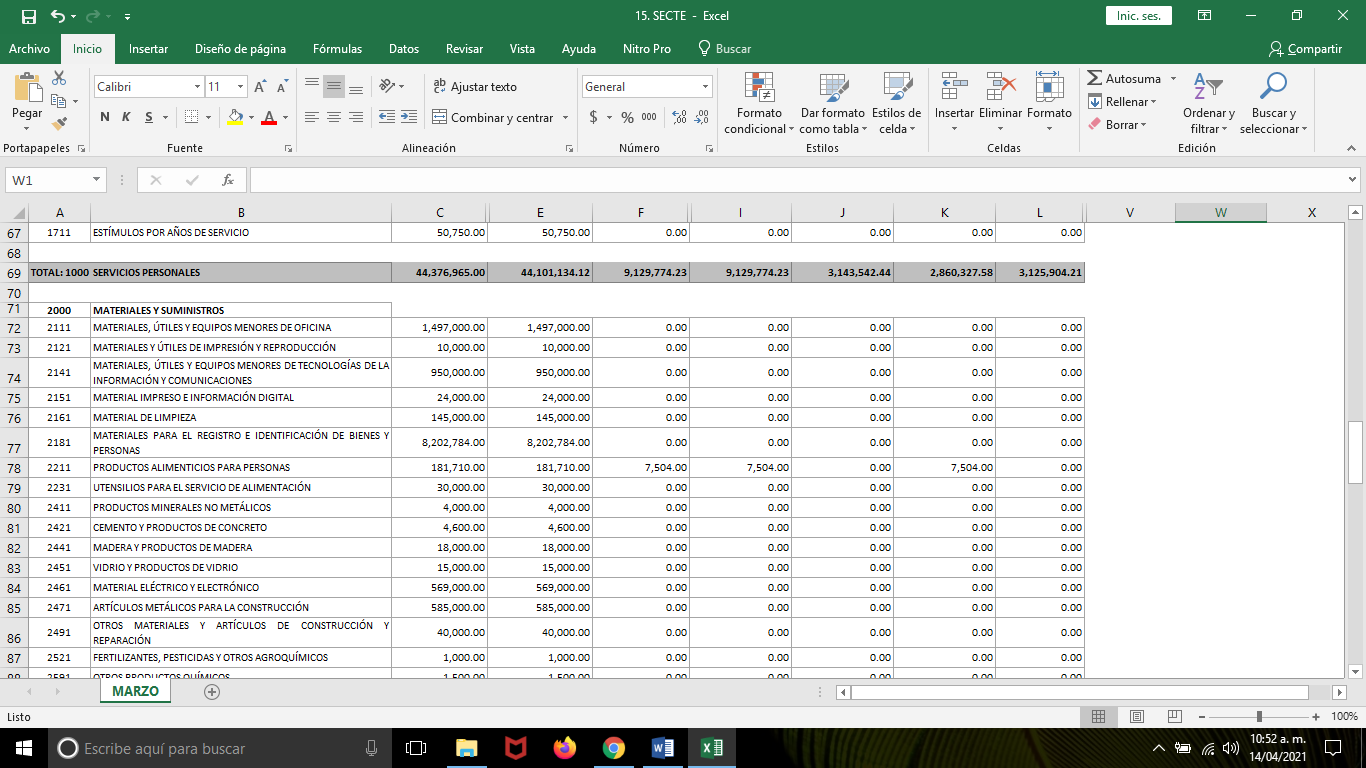 15. SECTE - Excel
Inic. ses.
Archivo Inicio Insertar Diseño de página Fórmulas Datos Revisar Vista Ayuda Nitro Pro Buscar Compartir
Pegar
Calibri 11
N K S
Ajustar texto
Combinar y centrar
General
$ % 000
Formato condicional
Dar formato como tabla
Estilos de celda
Insertar Eliminar Formato
Autosuma
Rellenar
Borrar
Ordenar y filtrar
Buscar y seleccionar
Portapapeles Fuente Alineación Número Estilos Celdas Edición
W1 fx
A B C E F I J K L V W X
67 1711 ESTÍMULOS POR AÑOS DE SERVICIO 50,750.00 50,750.00 0.00 0.00 0.00 0.00 0.00
68
69 TOTAL: 1000 SERVICIOS PERSONALES 44,376,965.00 44,101,134.12 9,129,774.23 9,129,774.23 3,143,542.44 2,860,327.58 3,125,904.21
70
71 2000 MATERIALES Y SUMINISTROS
72 2111 MATERIALES, ÚTILES Y EQUIPOS MENORES DE OFICINA 1,497,000.00 1,497,000.00 0.00 0.00 0.00 0.00 0.00
73 2121 MATERIALES Y ÚTILES DE IMPRESIÓN Y REPRODUCCIÓN 10,000.00 10,000.00 0.00 0.00 0.00 0.00 0.00
74 2141 MATERIALES, ÚTILES Y EQUIPOS MENORES DE TECNOLOGÍAS DE LA
INFORMACIÓN Y COMUNICACIONES 950,000.00 950,000.00 0.00 0.00 0.00 0.00 0.00
75 2151 MATERIAL IMPRESO E INFORMACIÓN DIGITAL 24,000.00 24,000.00 0.00 0.00 0.00 0.00 0.00
76 2161 MATERIAL DE LIMPIEZA 145,000.00 145,000.00 0.00 0.00 0.00 0.00 0.00
77 2181 MATERIALES PARA EL REGISTRO E IDENTIFICACIÓN DE BIENES Y
PERSONAS 8,202,784.00 8,202,784.00 0.00 0.00 0.00 0.00 0.00
78 2211 PRODUCTOS ALIMENTICIOS PARA PERSONAS 181,710.00 181,710.00 7,504.00 7,504.00 0.00 7,504.00 0.00
79 2231 UTENSILIOS PARA EL SERVICIO DE ALIMENTACIÓN 30,000.00 30,000.00 0.00 0.00 0.00 0.00 0.00
80 2411 PRODUCTOS MINERALES NO METÁLICOS 4,000.00 4,000.00 0.00 0.00 0.00 0.00 0.00
81 2421 CEMENTO Y PRODUCTOS DE CONCRETO 4,600.00 4,600.00 0.00 0.00 0.00 0.00 0.00
82 2441 MADERA Y PRODUCTOS DE MADERA 18,000.00 18,000.00 0.00 0.00 0.00 0.00 0.00
83 2451 VIDRIO Y PRODUCTOS DE VIDRIO 15,000.00 15,000.00 0.00 0.00 0.00 0.00 0.00
84 2461 MATERIAL ELÉCTRICO Y ELECTRÓNICO 569,000.00 569,000.00 0.00 0.00 0.00 0.00 0.00
85 2471 ARTÍCULOS METÁLICOS PARA LA CONSTRUCCIÓN 585,000.00 585,000.00 0.00 0.00 0.00 0.00 0.00
86 2491 OTROS MATERIALES Y ARTÍCULOS DE CONSTRUCCIÓN Y
REPARACIÓN 40,000.00 40,000.00 0.00 0.00 0.00 0.00 0.00
87 2521 FERTILIZANTES, PESTICIDAS Y OTROS AGROQUÍMICOS 1,000.00 1,000.00 0.00 0.00 0.00 0.00 0.00
88 2591 OTROS PRODUCTOS QUÍMICOS 1,500.00 1,500.00 0.00 0.00 0.00 0.00 0.00
MARZO
Listo 100%
Escribe aquí para buscar
10:52 a. m.
14/04/2021